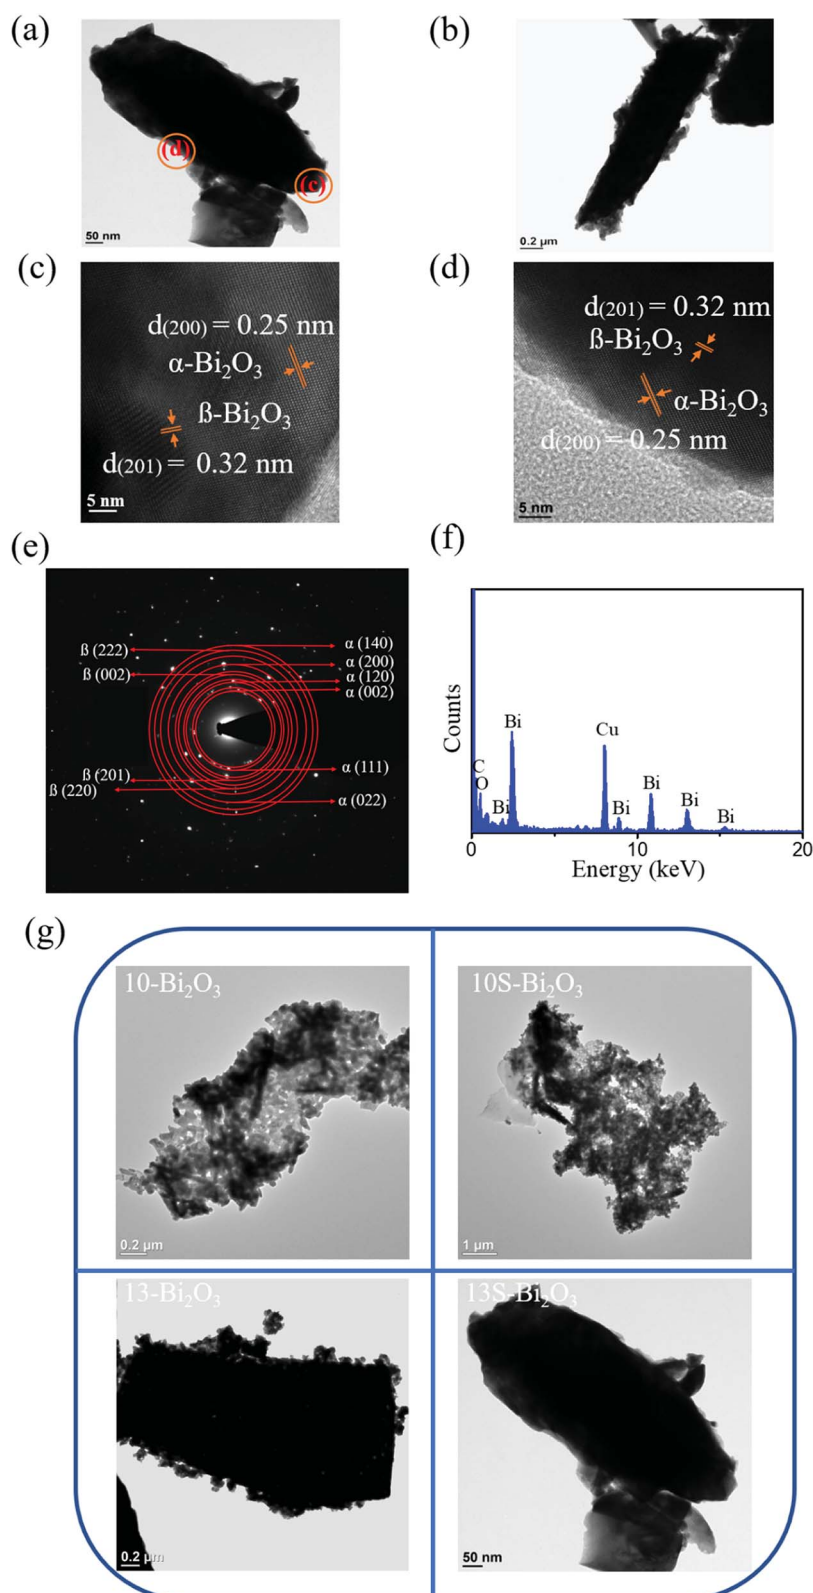 (a)
(b)
(d)
(c)
50 nm
0.2 µm
(c)
(d)
d(200) = 0.25 nm
α-Bi2O3
ß-Bi2O3
d(201) = 0.32 nm
5 nm
d(201) = 0.32 nm
ß-Bi2O3
α-Bi2O3
d(200) = 0.25 nm
5 nm
(e)
(f)
ß (222)
ß (002)
α (140)
α (200)
α (120)
α (002)
ß (201)
ß (220)
α (111)
α (022)
Counts
C
O
Bi
Bi
Cu
Bi
Bi
Bi
Bi
0
10
20
Energy (keV)
(g)
10-Bi2O3
0.2 µm
10S-Bi2O3
1 µm
13-Bi2O3
0.2 µm
13S-Bi2O3
50 nm